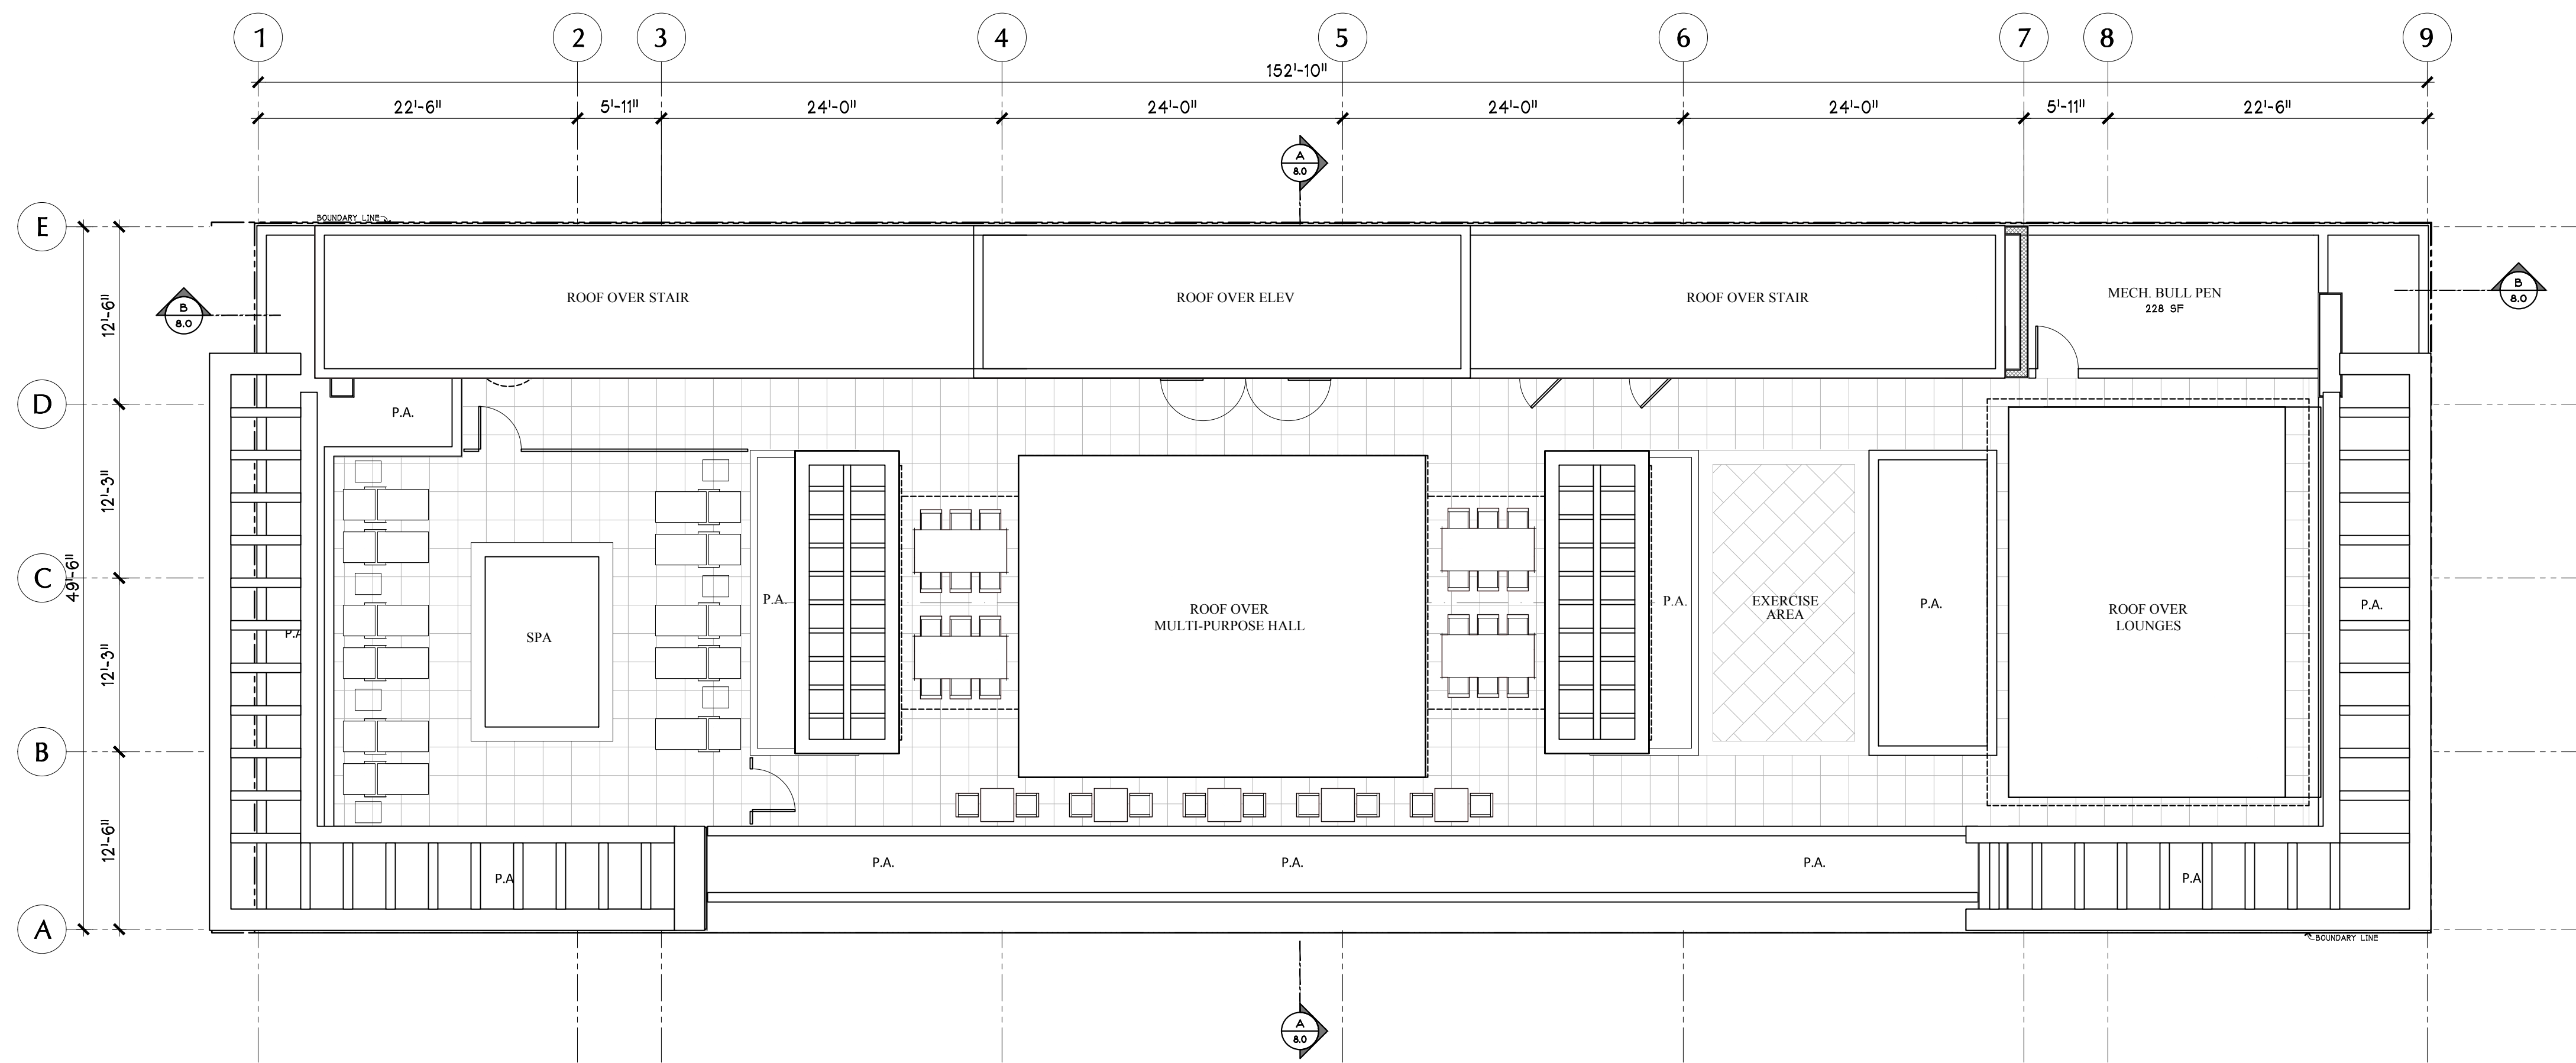 1 2 3 4 5 6 7 8 9
152'-10"
22'-6" 5'-11" 24'-0" 24'-0" 24'-0" 24'-0" 5'-11" 22'-6"
A
8.0
E
BOUNDARY LINE
B
8.0
B
8.0
12'-6"
ROOF OVER STAIR
ROOF OVER ELEV
ROOF OVER STAIR
MECH. BULL PEN
228 SF
D
P.A.
12'-3"
C
49'-6"
P.A.
P.A.
SPA
ROOF OVER
MULTI-PURPOSE HALL
P.A.
EXERCISE
AREA
P.A.
ROOF OVER
LOUNGES
P.A.
12'-3"
B
12'-6"
P.A.
P.A.
P.A.
P.A
P.A
A
BOUNDARY LINE
A
8.0